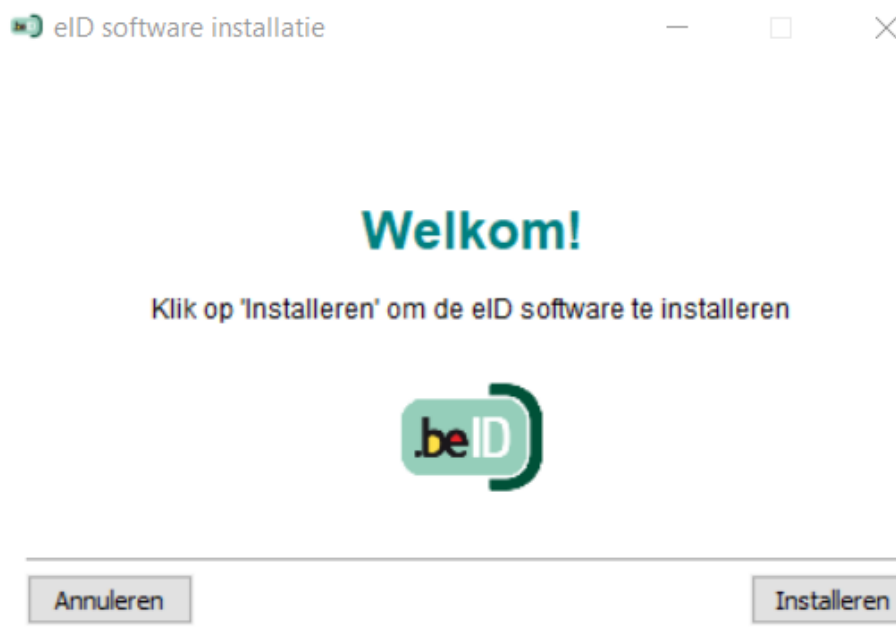 eID software installatie
Welkom!
Klik op 'Installeren' om de eID software te installeren
.beID
Annuleren
Installeren